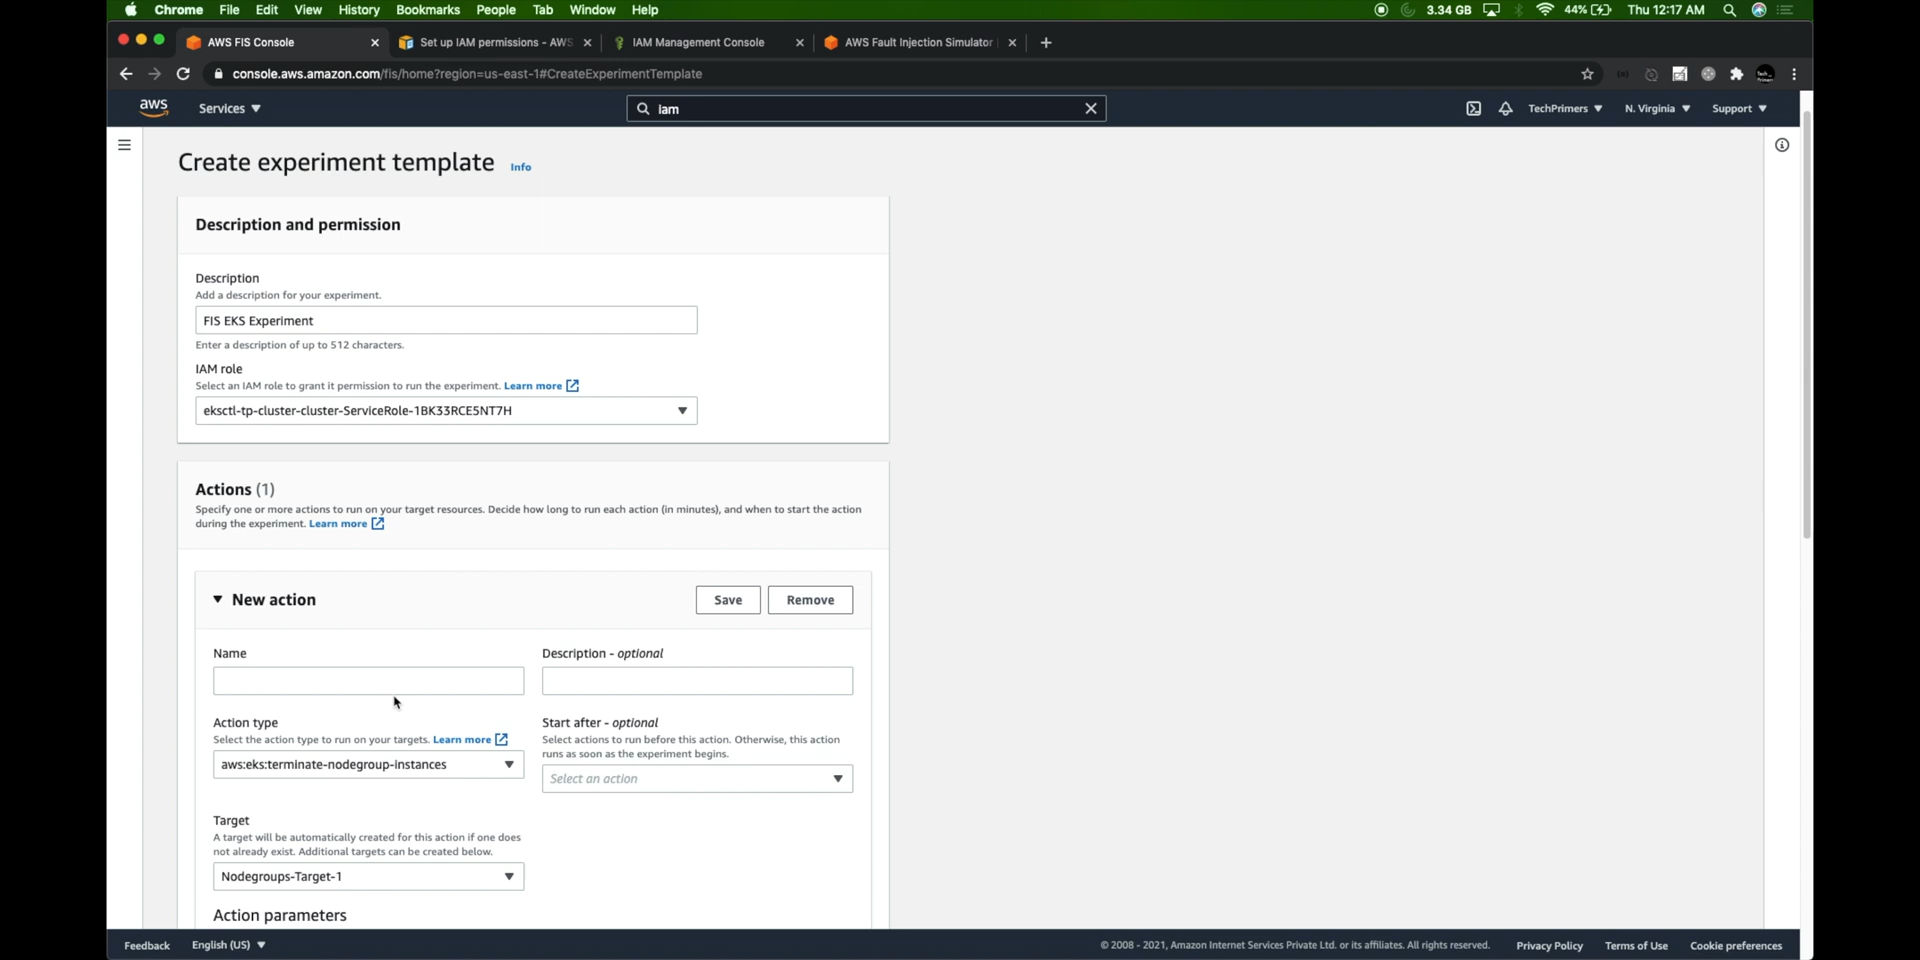 Chrome File Edit View History Bookmarks People Tab Window Help 3.34 GB 44% Thu 12:17 AM
AWS FIS Console Set up IAM permissions - AWS IAM Management Console AWS Fault Injection Simulator
console.aws.amazon.com/fis/home?region=us-east-1#CreateExperimentTemplate
aws Services iam TechPrimers N. Virginia Support
Create experiment template Info
Description and permission
Description
Add a description for your experiment.
FIS EKS Experiment
Enter a description of up to 512 characters.
IAM role
Select an IAM role to grant it permission to run the experiment. Learn more
eksctl-tp-cluster-cluster-ServiceRole-1BK33RCE5NT7H
Actions (1)
Specify one or more actions to run on your target resources. Decide how long to run each action (in minutes), and when to start the action
during the experiment. Learn more
New action Save Remove
Name Description - optional
Action type Start after - optional
Select the action type to run on your targets. Learn more Select actions to run before this action. Otherwise, this action
runs as soon as the experiment begins.
aws:eks:terminate-nodegroup-instances Select an action
Target
A target will be automatically created for this action if one does
not already exist. Additional targets can be created below.
Nodegroups-Target-1
Action parameters
Feedback English (US) © 2008 - 2021, Amazon Internet Services Private Ltd. or its affiliates. All rights reserved. Privacy Policy Terms of Use Cookie preferences